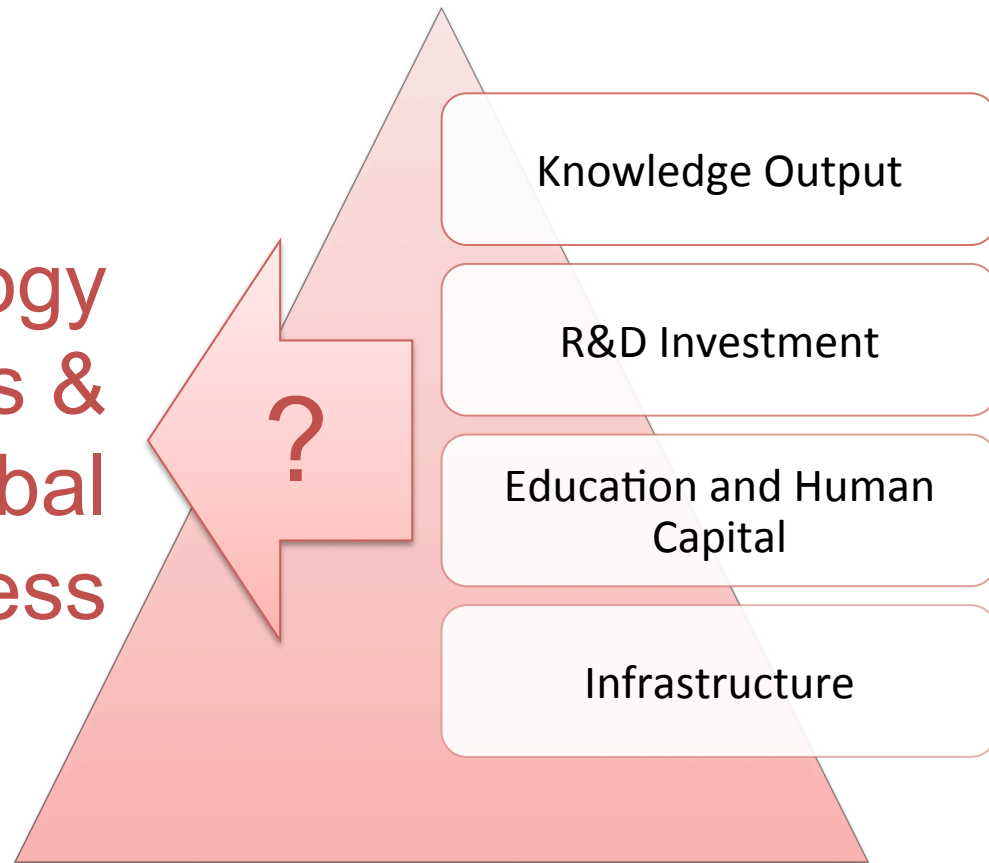 ogy
s &
bal
ess
?
Knowledge Output
R&D Investment
Education and Human
Capital
Infrastructure